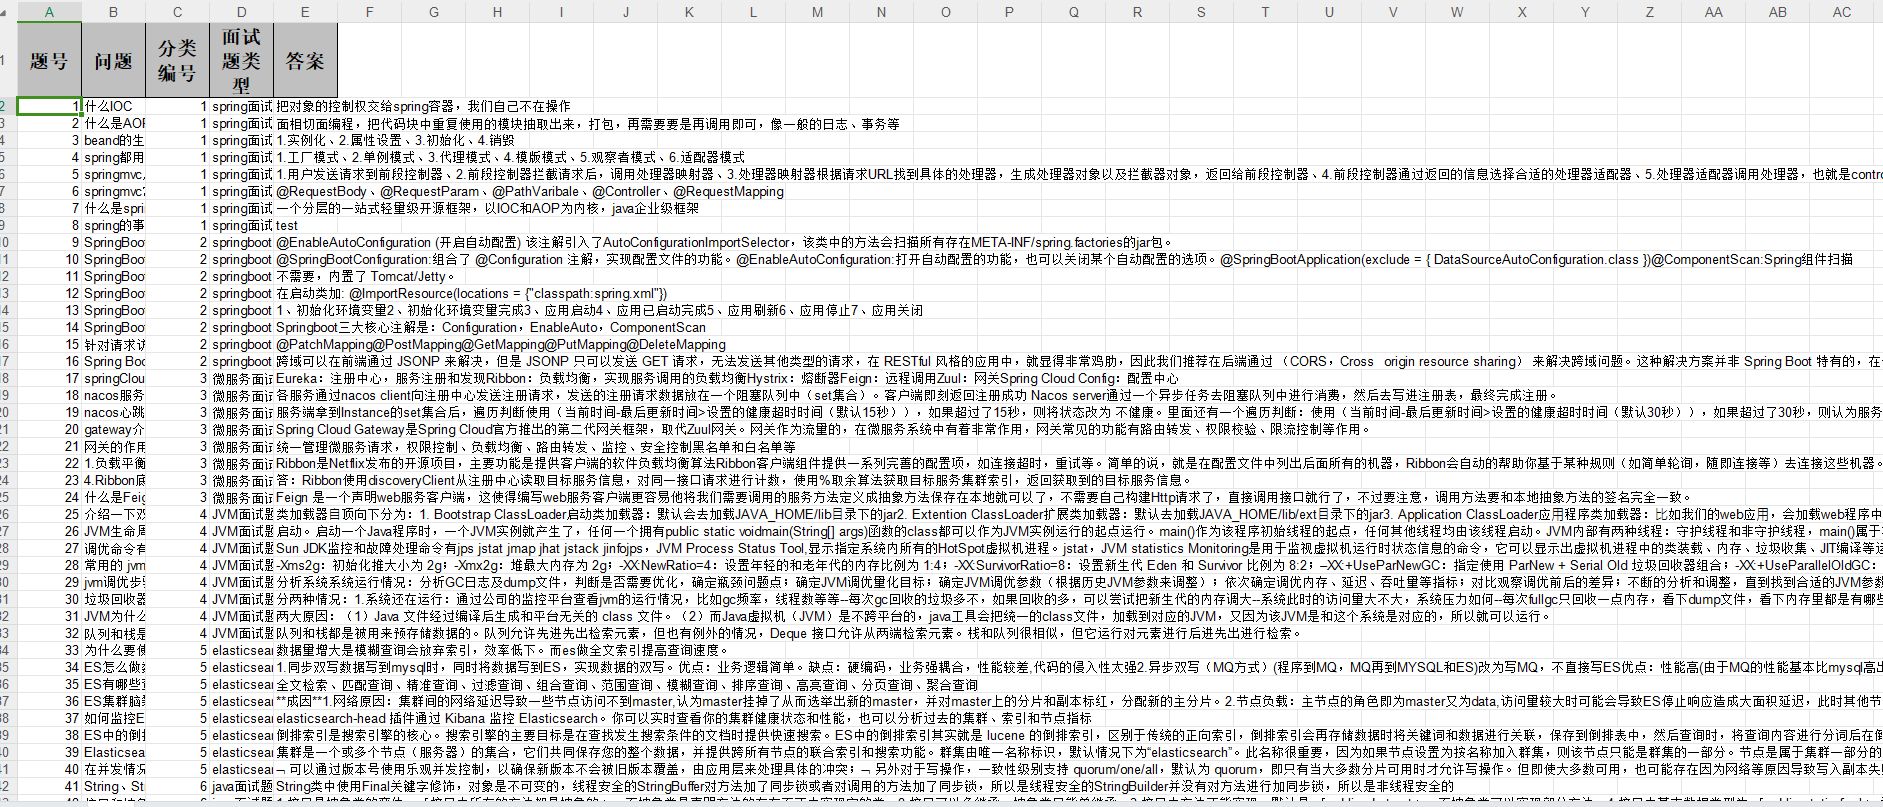 A B C D E F G H I J K L M N O P Q R S T U V W X Y Z AA AB AC
1 题号 问题 分类编号 面试题类型 答案
2 1 什么IOC 1 spring面试 把对象的控制权交给spring容器，我们自己不在操作
3 2 什么是AOP 1 spring面试 面相切面编程，把代码块中重复使用的模块抽取出来，打包，再需要要是再调用即可，像一般的日志、事务等
4 3 beand的生 1 spring面试 1.实例化、2.属性设置、3.初始化、4.销毁
5 4 spring都用 1 spring面试 1.工厂模式、2.单例模式、3.代理模式、4.模版模式、5.观察者模式、6.适配器模式
6 5 springmvc 1 spring面试 1.用户发送请求到前段控制器、2.前段控制器拦截请求后，调用处理器映射器、3.处理器映射器根据请求URL找到具体的处理器，生成处理器对象以及拦截器对象，返回给前段控制器、4.前段控制器通过返回的信息选择合适的处理器适配器、5.处理器适配器调用处理器，也就是contro
7 6 springmvc 1 spring面试 @RequestBody、@RequestParam、@PathVaribale、@Controller、@RequestMapping
8 7 什么是spri 1 spring面试 一个分层的一站式轻量级开源框架，以IOC和AOP为内核，java企业级框架
9 8 spring的事 1 spring面试 test
10 9 SpringBoot 2 springboot @EnableAutoConfiguration (开启自动配置) 该注解引入了AutoConfigurationImportSelector，该类中的方法会扫描所有存在META-INF/spring.factories的jar包。
11 10 SpringBoot 2 springboot @SpringBootConfiguration:组合了 @Configuration 注解，实现配置文件的功能。@EnableAutoConfiguration:打开自动配置的功能，也可以关闭某个自动配置的选项。@SpringBootApplication(exclude = { DataSourceAutoConfiguration.class })@ComponentScan:Spring组件扫描
12 11 SpringBoot 2 springboot 不需要，内置了 Tomcat/Jetty。
13 12 SpringBoot 2 springboot 在启动类加: @ImportResource(locations = {"classpath:spring.xml"})
14 13 SpringBoot 2 springboot 1、初始化环境变量2、初始化环境变量完成3、应用启动4、应用已启动完成5、应用刷新6、应用停止7、应用关闭
15 14 SpringBoot 2 springboot Springboot三大核心注解是：Configuration，EnableAuto，ComponentScan
16 15 针对请求访 2 springboot @PatchMapping@PostMapping@GetMapping@PutMapping@DeleteMapping
17 16 Spring Boo 2 springboot 跨域可以在前端通过 JSONP 来解决，但是 JSONP 只可以发送 GET 请求，无法发送其他类型的请求，在 RESTful 风格的应用中，就显得非常鸡肋，因此我们推荐在后端通过 （CORS，Cross  origin resource sharing） 来解决跨域问题。这种解决方案并非 Spring Boot 特有的，在
18 17 springClou 3 微服务面试 Eureka：注册中心，服务注册和发现Ribbon：负载均衡，实现服务调用的负载均衡Hystrix：熔断器Feign：远程调用Zuul：网关Spring Cloud Config：配置中心
19 18 nacos服务 3 微服务面试 各服务通过nacos client向注册中心发送注册请求，发送的注册请求数据放在一个阻塞队列中（set集合）。客户端即刻返回注册成功 Nacos server通过一个异步任务去阻塞队列中进行消费，然后去写进注册表，最终完成注册。
20 19 nacos心跳 3 微服务面试 服务端拿到Instance的set集合后，遍历判断使用（当前时间-最后更新时间>设置的健康超时时间（默认15秒）），如果超过了15秒，则将状态改为 不健康。里面还有一个遍历判断：使用（当前时间-最后更新时间>设置的健康超时时间（默认30秒）），如果超过了30秒，则认为服务
21 20 gateway介 3 微服务面试 Spring Cloud Gateway是Spring Cloud官方推出的第二代网关框架，取代Zuul网关。网关作为流量的，在微服务系统中有着非常作用，网关常见的功能有路由转发、权限校验、限流控制等作用。
22 21 网关的作用 3 微服务面试 统一管理微服务请求，权限控制、负载均衡、路由转发、监控、安全控制黑名单和白名单等
23 22 1.负载平衡 3 微服务面试 Ribbon是Netflix发布的开源项目，主要功能是提供客户端的软件负载均衡算法Ribbon客户端组件提供一系列完善的配置项，如连接超时，重试等。简单的说，就是在配置文件中列出后面所有的机器，Ribbon会自动的帮助你基于某种规则（如简单轮询，随即连接等）去连接这些机器。
24 23 4.Ribbon底 3 微服务面试 答：Ribbon使用discoveryClient从注册中心读取目标服务信息，对同一接口请求进行计数，使用%取余算法获取目标服务集群索引，返回获取到的目标服务信息。
25 24 什么是Feig 3 微服务面试 Feign 是一个声明web服务客户端，这使得编写web服务客户端更容易他将我们需要调用的服务方法定义成抽象方法保存在本地就可以了，不需要自己构建Http请求了，直接调用接口就行了，不过要注意，调用方法要和本地抽象方法的签名完全一致。
26 25 介绍一下双 4 JVM面试题 类加载器自顶向下分为：1. Bootstrap ClassLoader启动类加载器：默认会去加载JAVA_HOME/lib目录下的jar2. Extention ClassLoader扩展类加载器：默认去加载JAVA_HOME/lib/ext目录下的jar3. Application ClassLoader应用程序类加载器：比如我们的web应用，会加载web程序中
27 26 JVM生命周 4 JVM面试题 启动。启动一个Java程序时，一个JVM实例就产生了，任何一个拥有public static voidmain(String[] args)函数的class都可以作为JVM实例运行的起点运行。main()作为该程序初始线程的起点，任何其他线程均由该线程启动。JVM内部有两种线程：守护线程和非守护线程，main()属于
28 27 调优命令有 4 JVM面试题 Sun JDK监控和故障处理命令有jps jstat jmap jhat jstack jinfojps，JVM Process Status Tool,显示指定系统内所有的HotSpot虚拟机进程。jstat，JVM statistics Monitoring是用于监视虚拟机运行时状态信息的命令，它可以显示出虚拟机进程中的类装载、内存、垃圾收集、JIT编译等运
29 28 常用的 jvm 4 JVM面试题 -Xms2g：初始化推大小为 2g；-Xmx2g：堆最大内存为 2g；-XX:NewRatio=4：设置年轻的和老年代的内存比例为 1:4；-XX:SurvivorRatio=8：设置新生代 Eden 和 Survivor 比例为 8:2；–XX:+UseParNewGC：指定使用 ParNew + Serial Old 垃圾回收器组合；-XX:+UseParallelOldGC：
30 29 jvm调优步 4 JVM面试题 分析系统系统运行情况：分析GC日志及dump文件，判断是否需要优化，确定瓶颈问题点；确定JVM调优量化目标；确定JVM调优参数（根据历史JVM参数来调整）；依次确定调优内存、延迟、吞吐量等指标；对比观察调优前后的差异；不断的分析和调整，直到找到合适的JVM参数
31 30 垃圾回收器 4 JVM面试题 分两种情况：1.系统还在运行：通过公司的监控平台查看jvm的运行情况，比如gc频率，线程数等等--每次gc回收的垃圾多不，如果回收的多，可以尝试把新生代的内存调大--系统此时的访问量大不大，系统压力如何--每次fullgc只回收一点内存，看下dump文件，看下内存里都是有哪些
32 31 JVM为什么 4 JVM面试题 两大原因：（1）Java 文件经过编译后生成和平台无关的 class 文件。（2）而Java虚拟机（JVM）是不跨平台的，java工具会把统一的class文件，加载到对应的JVM，又因为该JVM是和这个系统是对应的，所以就可以运行。
33 32 队列和栈是 4 JVM面试题 队列和栈都是被用来预存储数据的。队列允许先进先出检索元素，但也有例外的情况，Deque 接口允许从两端检索元素。栈和队列很相似，但它运行对元素进行后进先出进行检索。
34 33 为什么要使 5 elasticsear 数据量增大是模糊查询会放弃索引，效率低下。而es做全文索引提高查询速度。
35 34 ES怎么做数 5 elasticsear 1.同步双写数据写到mysql时，同时将数据写到ES，实现数据的双写。优点：业务逻辑简单。缺点：硬编码，业务强耦合，性能较差,代码的侵入性太强2.异步双写（MQ方式）(程序到MQ，MQ再到MYSQL和ES)改为写MQ，不直接写ES优点：性能高(由于MQ的性能基本比mysql高出
36 35 ES有哪些查 5 elasticsear 全文检索、匹配查询、精准查询、过滤查询、组合查询、范围查询、模糊查询、排序查询、高亮查询、分页查询、聚合查询
37 36 ES集群脑裂 5 elasticsear **成因**1.网络原因：集群间的网络延迟导致一些节点访问不到master,认为master挂掉了从而选举出新的master，并对master上的分片和副本标红，分配新的主分片。2.节点负载：主节点的角色即为master又为data,访问量较大时可能会导致ES停止响应造成大面积延迟，此时其他节
38 37 如何监控E 5 elasticsear elasticsearch-head 插件通过 Kibana 监控 Elasticsearch。你可以实时查看你的集群健康状态和性能，也可以分析过去的集群、索引和节点指标
39 38 ES中的倒排 5 elasticsear 倒排索引是搜索引擎的核心。搜索引擎的主要目标是在查找发生搜索条件的文档时提供快速搜索。ES中的倒排索引其实就是 lucene 的倒排索引，区别于传统的正向索引，倒排索引会再存储数据时将关键词和数据进行关联，保存到倒排表中，然后查询时，将查询内容进行分词后在倒
40 39 Elasticsea 5 elasticsear 集群是一个或多个节点（服务器）的集合，它们共同保存您的整个数据，并提供跨所有节点的联合索引和搜索功能。群集由唯一名称标识，默认情况下为“elasticsearch”。此名称很重要，因为如果节点设置为按名称加入群集，则该节点只能是群集的一部分。节点是属于集群一部分的
41 40 在并发情况 5 elasticsear ¬ 可以通过版本号使用乐观并发控制，以确保新版本不会被旧版本覆盖，由应用层来处理具体的冲突；¬ 另外对于写操作，一致性级别支持 quorum/one/all，默认为 quorum，即只有当大多数分片可用时才允许写操作。但即使大多数可用，也可能存在因为网络等原因导致写入副本失败
42 41 String、St 6 java面试题 String类中使用Final关键字修饰，对象是不可变的，线程安全的StringBuffer对方法加了同步锁或者对调用的方法加了同步锁，所以是线程安全的StringBuilder并没有对方法进行加同步锁，所以是非线程安全的